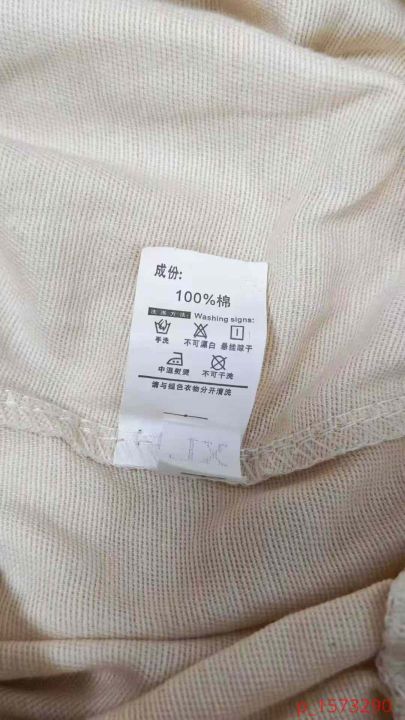 成份:
100%棉
洗涤方法: Washing signs:
手洗 不可漂白 悬挂晾干
中温熨烫 不可干洗
请与褪色衣物分开清洗
p_1573290